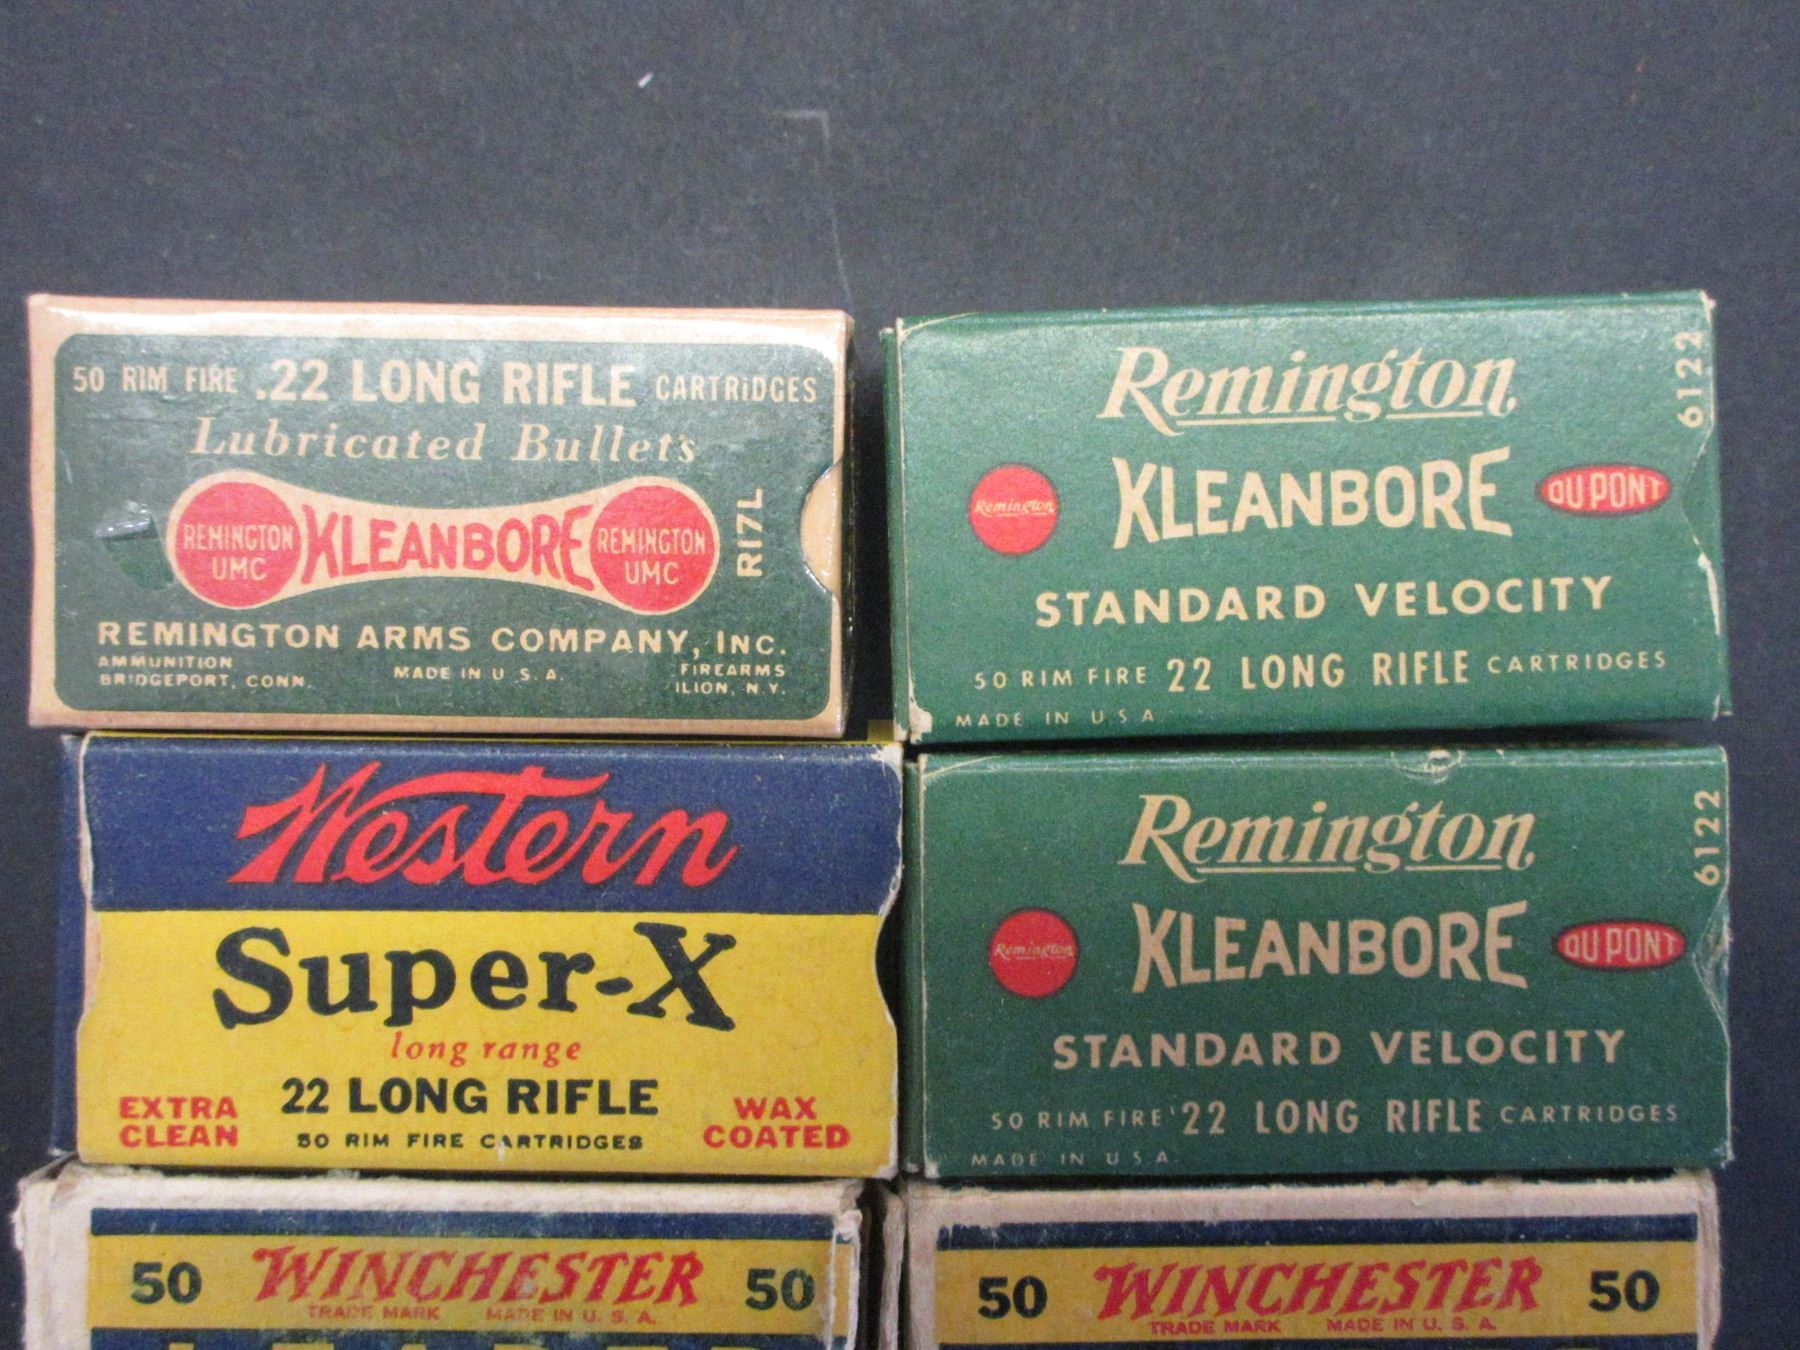 50 RIM FIRE .22 LONG RIFLE CARTRIDGES
Lubricated Bullets
REMINGTON UMC KLEANBORE REMINGTON UMC
R17L
REMINGTON ARMS COMPANY, INC.
AMMUNITION BRIDGEPORT, CONN. MADE IN U.S.A. FIREARMS ILION, N.Y.
Remington
6122
Remington KLEANBORE DU PONT
STANDARD VELOCITY
50 RIM FIRE 22 LONG RIFLE CARTRIDGES
MADE IN U S A
Western
Super-X
long range
22 LONG RIFLE
EXTRA CLEAN
50 RIM FIRE CARTRIDGES
WAX COATED
Remington
6122
Remington KLEANBORE DU PONT
STANDARD VELOCITY
50 RIM FIRE 22 LONG RIFLE CARTRIDGES
MADE IN U S A
50 WINCHESTER 50
TRADE MARK MADE IN U. S. A.
50 WINCHESTER 50
TRADE MARK MADE IN U. S. A.